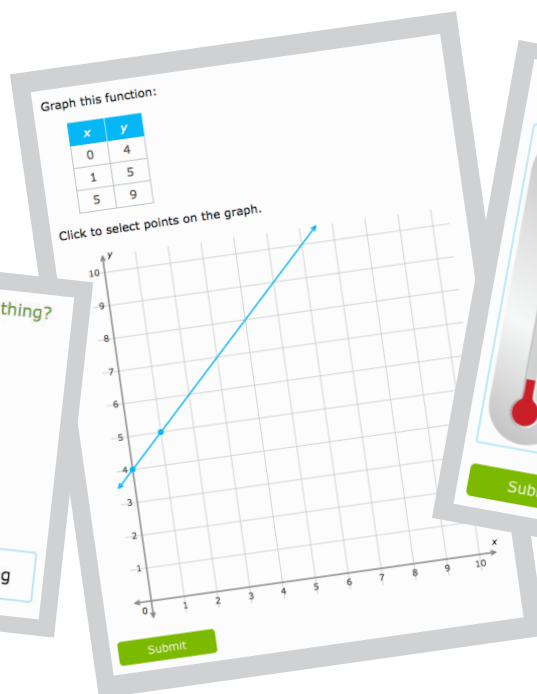 Graph this function:
x y
0 4
1 5
5 9
Click to select points on the graph.
y
10
9
8
7
6
5
4
3
2
1
0
1 2 3 4 5 6 7 8 9 10
x
Submit
thing?
g
Sub